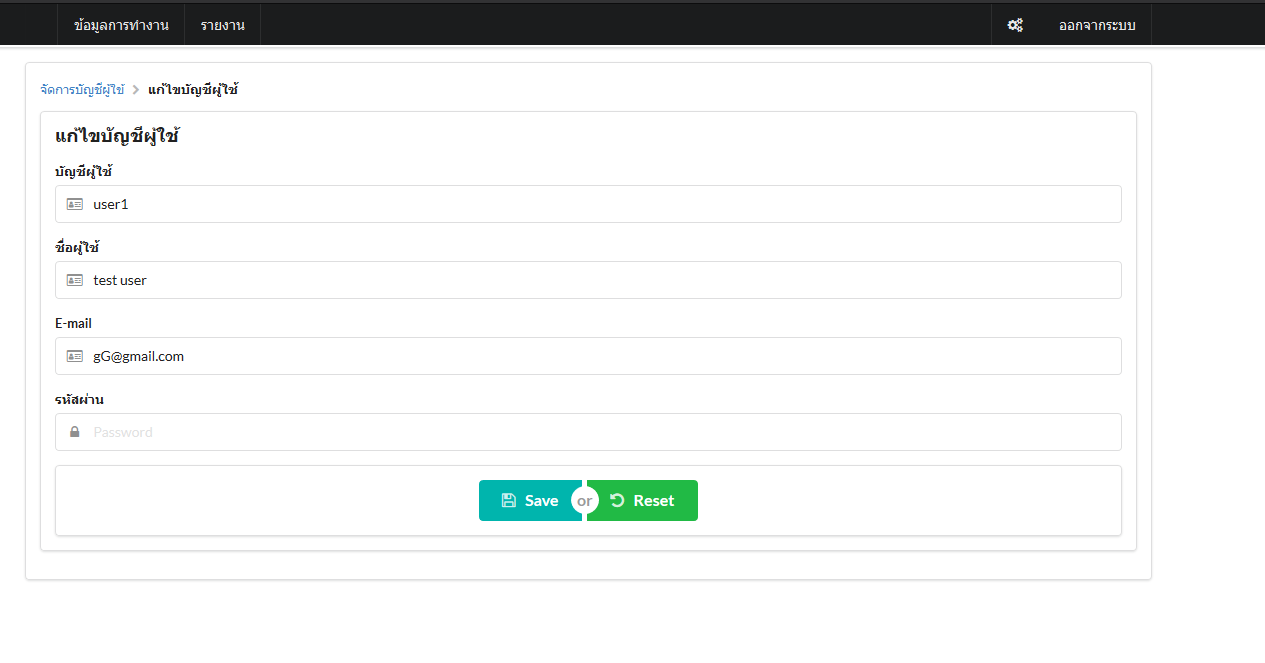 ข้อมูลการทำงาน รายงาน ออกจากระบบ
จัดการบัญชีผู้ใช้ แก้ไขบัญชีผู้ใช้
แก้ไขบัญชีผู้ใช้
บัญชีผู้ใช้
user1
ชื่อผู้ใช้
test user
E-mail
gG@gmail.com
รหัสผ่าน
Password
Save or Reset